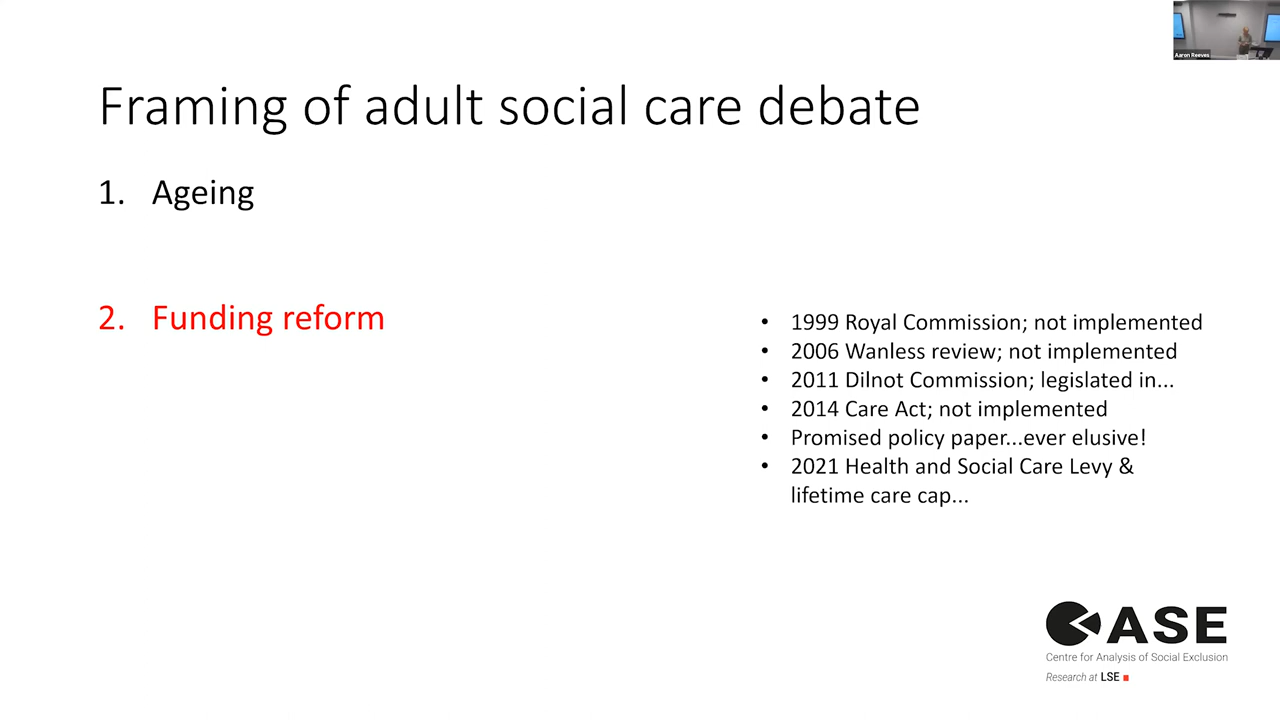 Aaron Reeves
Framing of adult social care debate
1. Ageing
2. Funding reform
• 1999 Royal Commission; not implemented
• 2006 Wanless review; not implemented
• 2011 Dilnot Commission; legislated in...
• 2014 Care Act; not implemented
• Promised policy paper...ever elusive!
• 2021 Health and Social Care Levy &
lifetime care cap...
CASE
Centre for Analysis of Social Exclusion
Research at LSE